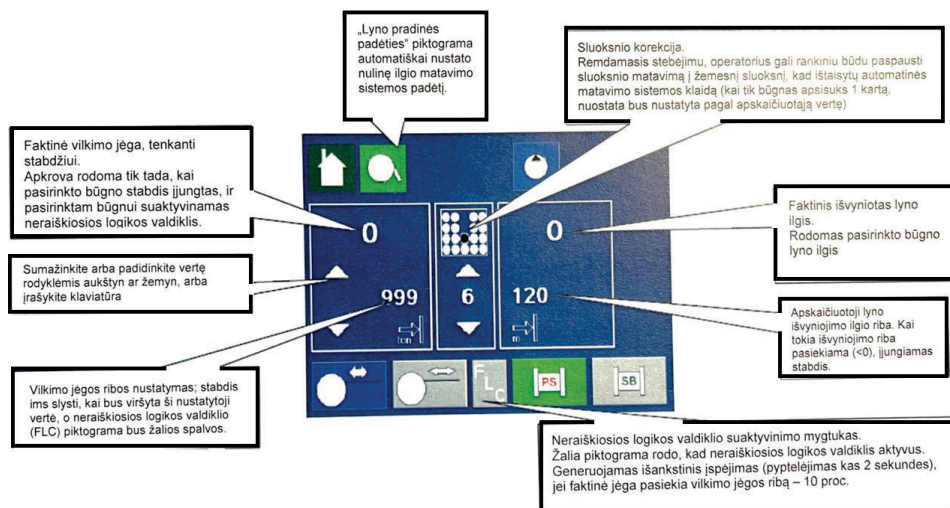 „Lyno pradinės
padėties“ piktograma
automatiškai nustato
nulinę ilgio matavimo
sistemos padėtį.
Sluoksnio korekcija.
Remdamasis stebėjimu, operatorius gali rankiniu būdu paspausti
sluoksnio matavimą į žemesnį sluoksnį, kad ištaisytų automatinės
matavimo sistemos klaidą (kai tik būgnas apsisuks 1 kartą,
nuostata bus nustatyta pagal apskaičiuotąją vertę)
Faktinė vilkimo jėga, tenkanti
stabdžiui.
Apkrova rodoma tik tada, kai
pasirinkto būgno stabdis įjungtas, ir
pasirinktam būgnui suaktyvinamas
neraiškiosios logikos valdiklis.
Sumažinkite arba padidinkite vertę
rodyklėmis aukštyn ar žemyn, arba
įrašykite klaviatūra
Vilkimo jėgos ribos nustatymas; stabdis
ims slysti, kai bus viršyta ši nustatytoji
vertė, o neraiškiosios logikos valdiklio
(FLC) piktograma bus žalios spalvos.
0
999
ton
6
0
120
m
FLC
PS
SB
Faktinis išvyniotas lyno
ilgis.
Rodomas pasirinkto būgno
lyno ilgis
Apskaičiuotoji lyno
išvyniojimo ilgio riba. Kai
tokia išvyniojimo riba
pasiekiama (<0), įjungiamas
stabdis.
Neraiškiosios logikos valdiklio suaktyvinimo mygtukas.
Žalia piktograma rodo, kad neraiškiosios logikos valdiklis aktyvus.
Generuojamas išankstinis įspėjimas (pyptelėjimas kas 2 sekundes),
jei faktinė jėga pasiekia vilkimo jėgos ribą – 10 proc.